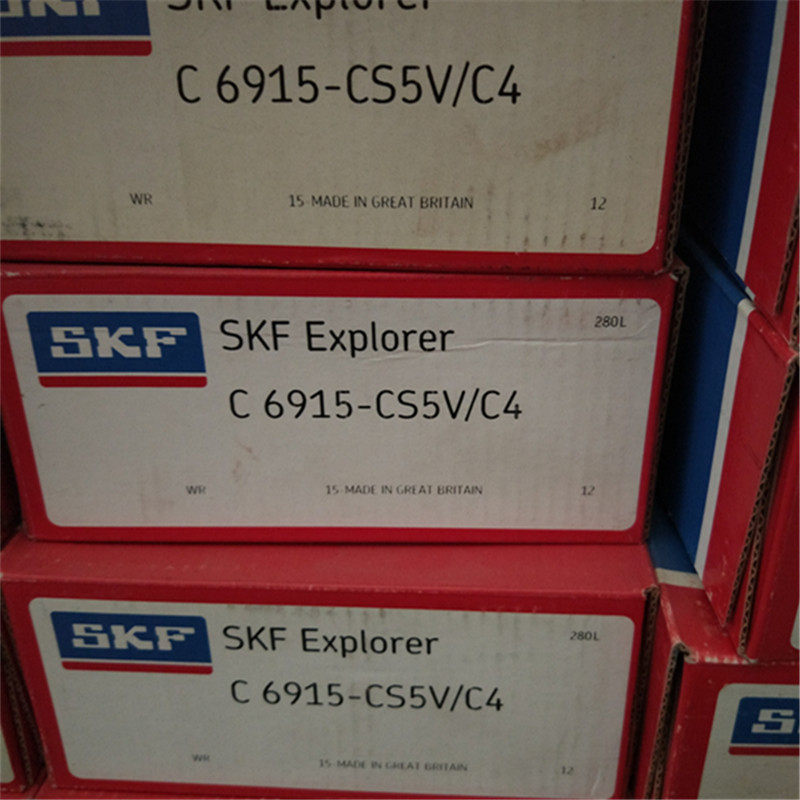 SKF
SKF Explorer
C 6915-CS5V/C4
WR 15-MADE IN GREAT BRITAIN 12
SKF
SKF Explorer
280L
C 6915-CS5V/C4
WR 15-MADE IN GREAT BRITAIN 12
SKF
SKF Explorer
280L
C 6915-CS5V/C4
WR 15-MADE IN GREAT BRITAIN 12